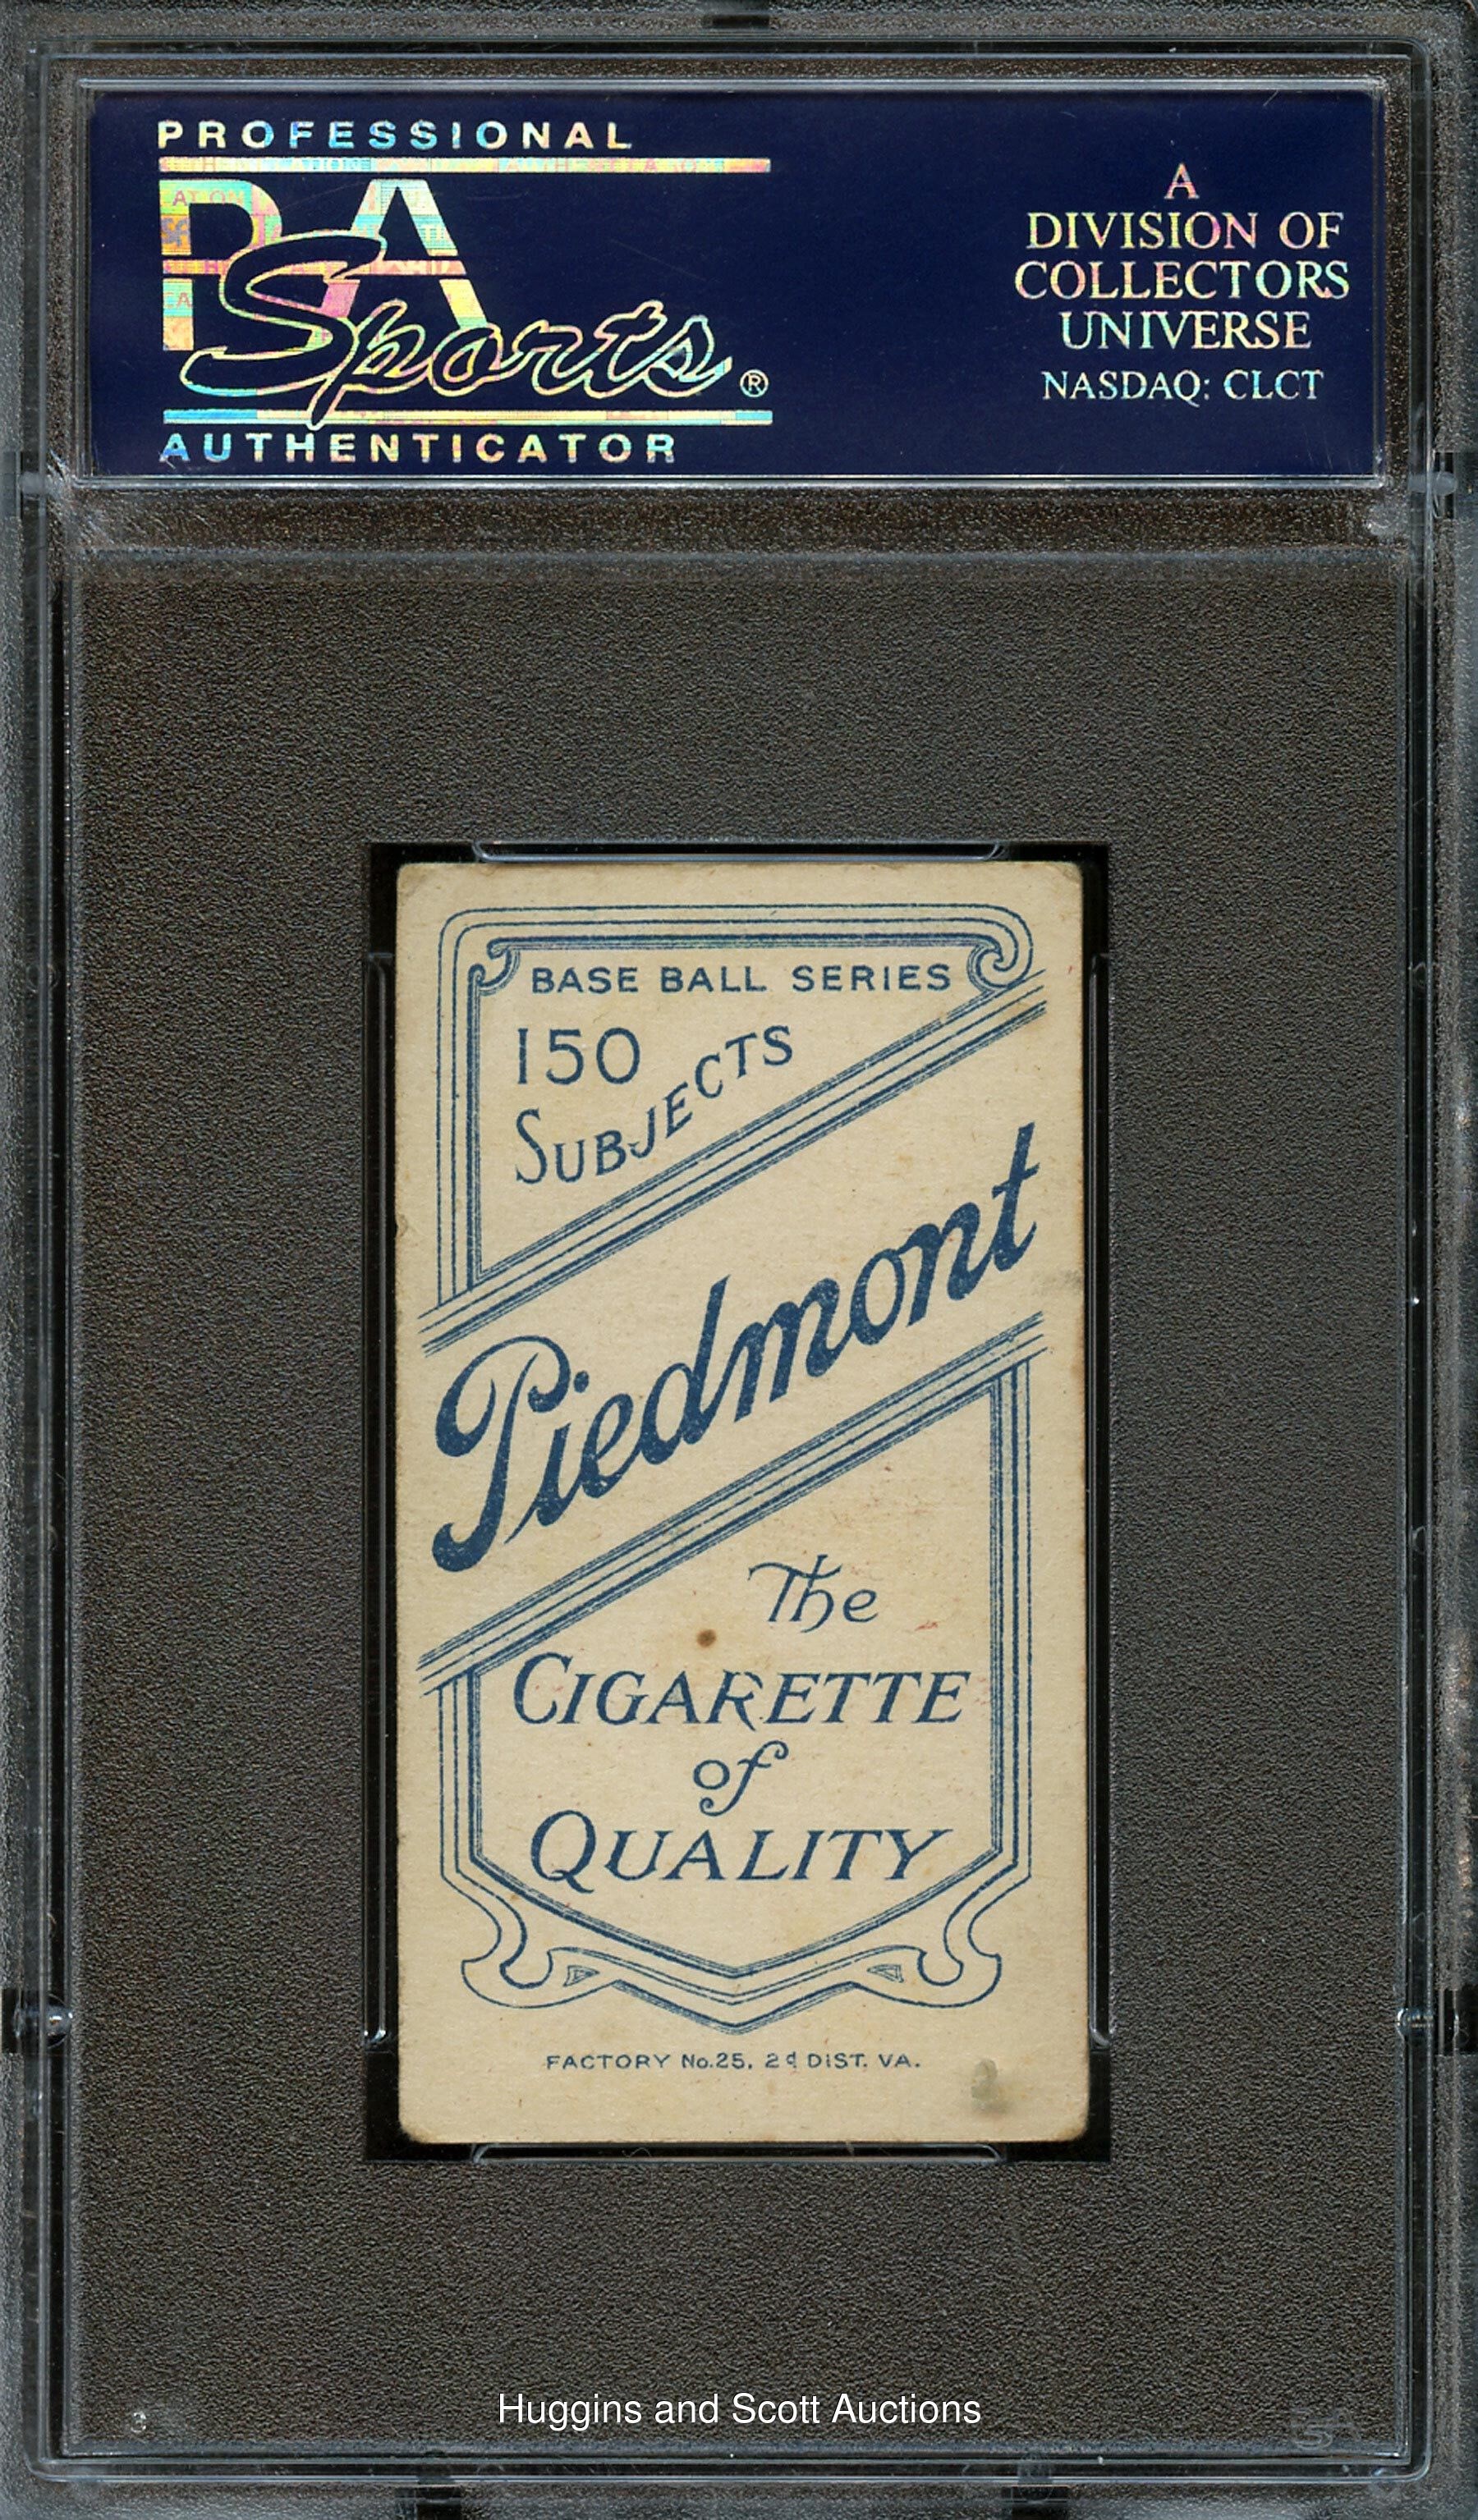 PROFESSIONAL
PSA
Sports®
AUTHENTICATOR
A
DIVISION OF
COLLECTORS
UNIVERSE
NASDAQ: CLCT
BASE BALL SERIES
150
SUBJECTS
Piedmont
The
CIGARETTE
of
QUALITY
FACTORY No.25, 2d DIST. VA.
Huggins and Scott Auctions
3